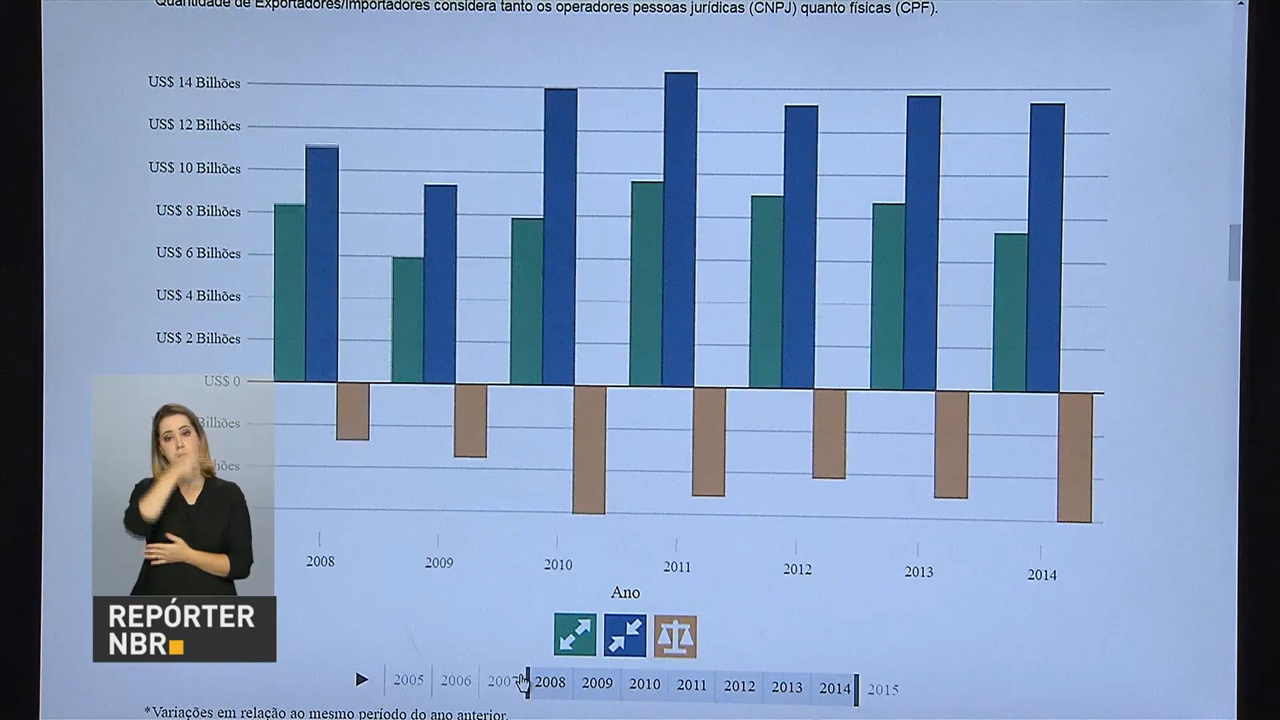 Quantidade de Exportadores/Importadores considera tanto os operadores pessoas jurídicas (CNPJ) quanto físicas (CPF).
US$ 14 Bilhões
US$ 12 Bilhões
US$ 10 Bilhões
US$ 8 Bilhões
US$ 6 Bilhões
US$ 4 Bilhões
US$ 2 Bilhões
US$ 0
Bilhões
2008 2009 2010 2011 2012 2013 2014
Ano
REPÓRTER
NBR
2005 2006 2007 2008 2009 2010 2011 2012 2013 2014 2015
*Variações em relação ao mesmo período do ano anterior.